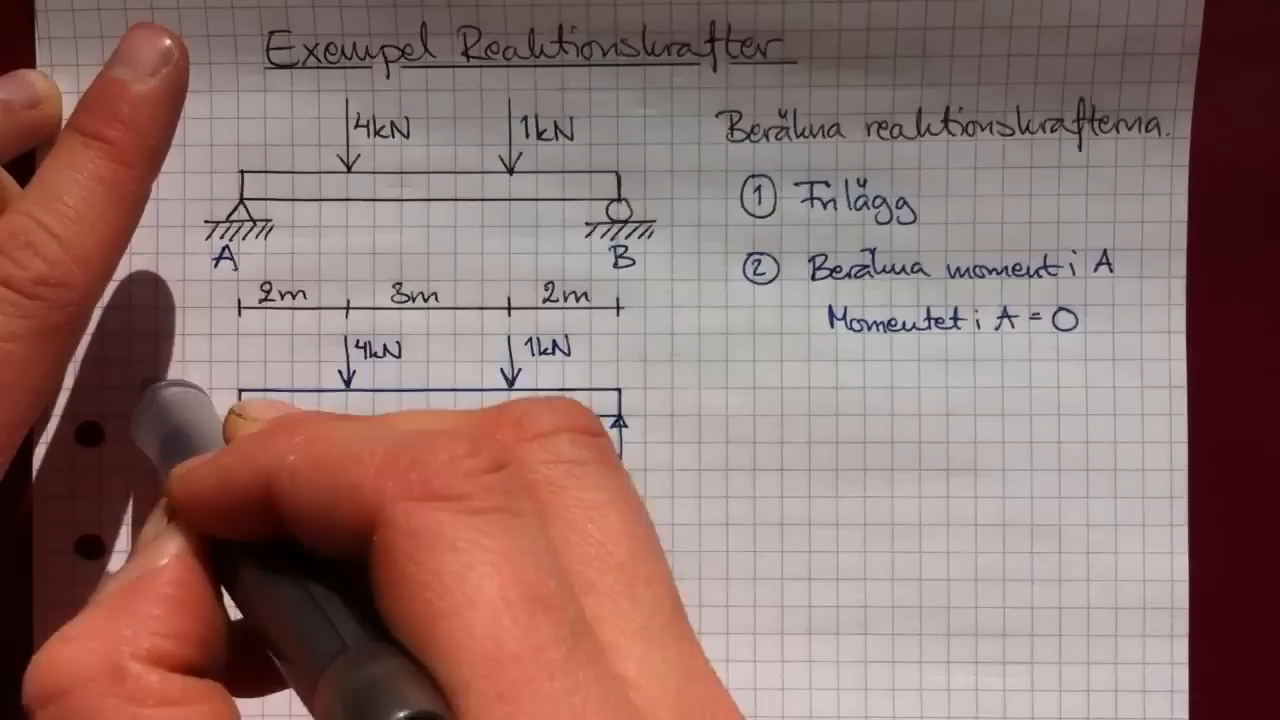 Exempel Reaktionskrafter
4kN 1kN
Beräkna reaktionskrafterna.
① Frilägg
A B
② Beräkna moment i A
2m 3m 2m
Momentet i A = 0
4kN 1kN